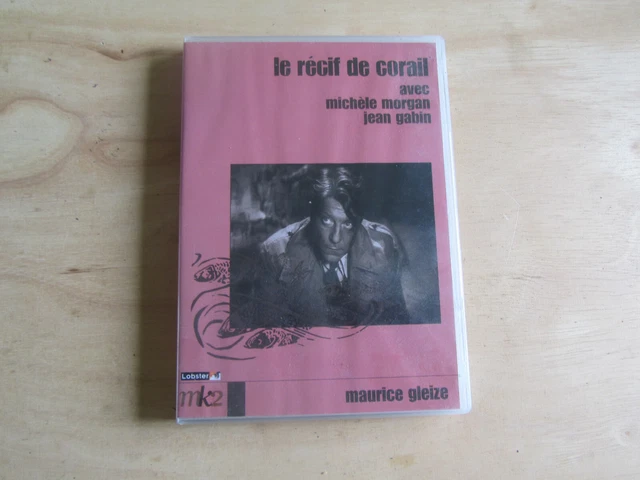 le récif de corail
avec
michèle morgan
jean gabin
Lobster
mk2
maurice gleize